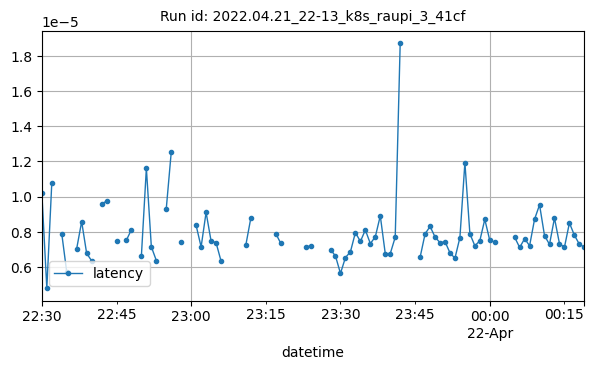 Run id: 2022.04.21_22-13_k8s_raupi_3_41cf
1e−5
1.8
1.6
1.4
1.2
1.0
0.8
0.6
latency
22:30 22:45 23:00 23:15 23:30 23:45 00:00 00:15
22-Apr
datetime